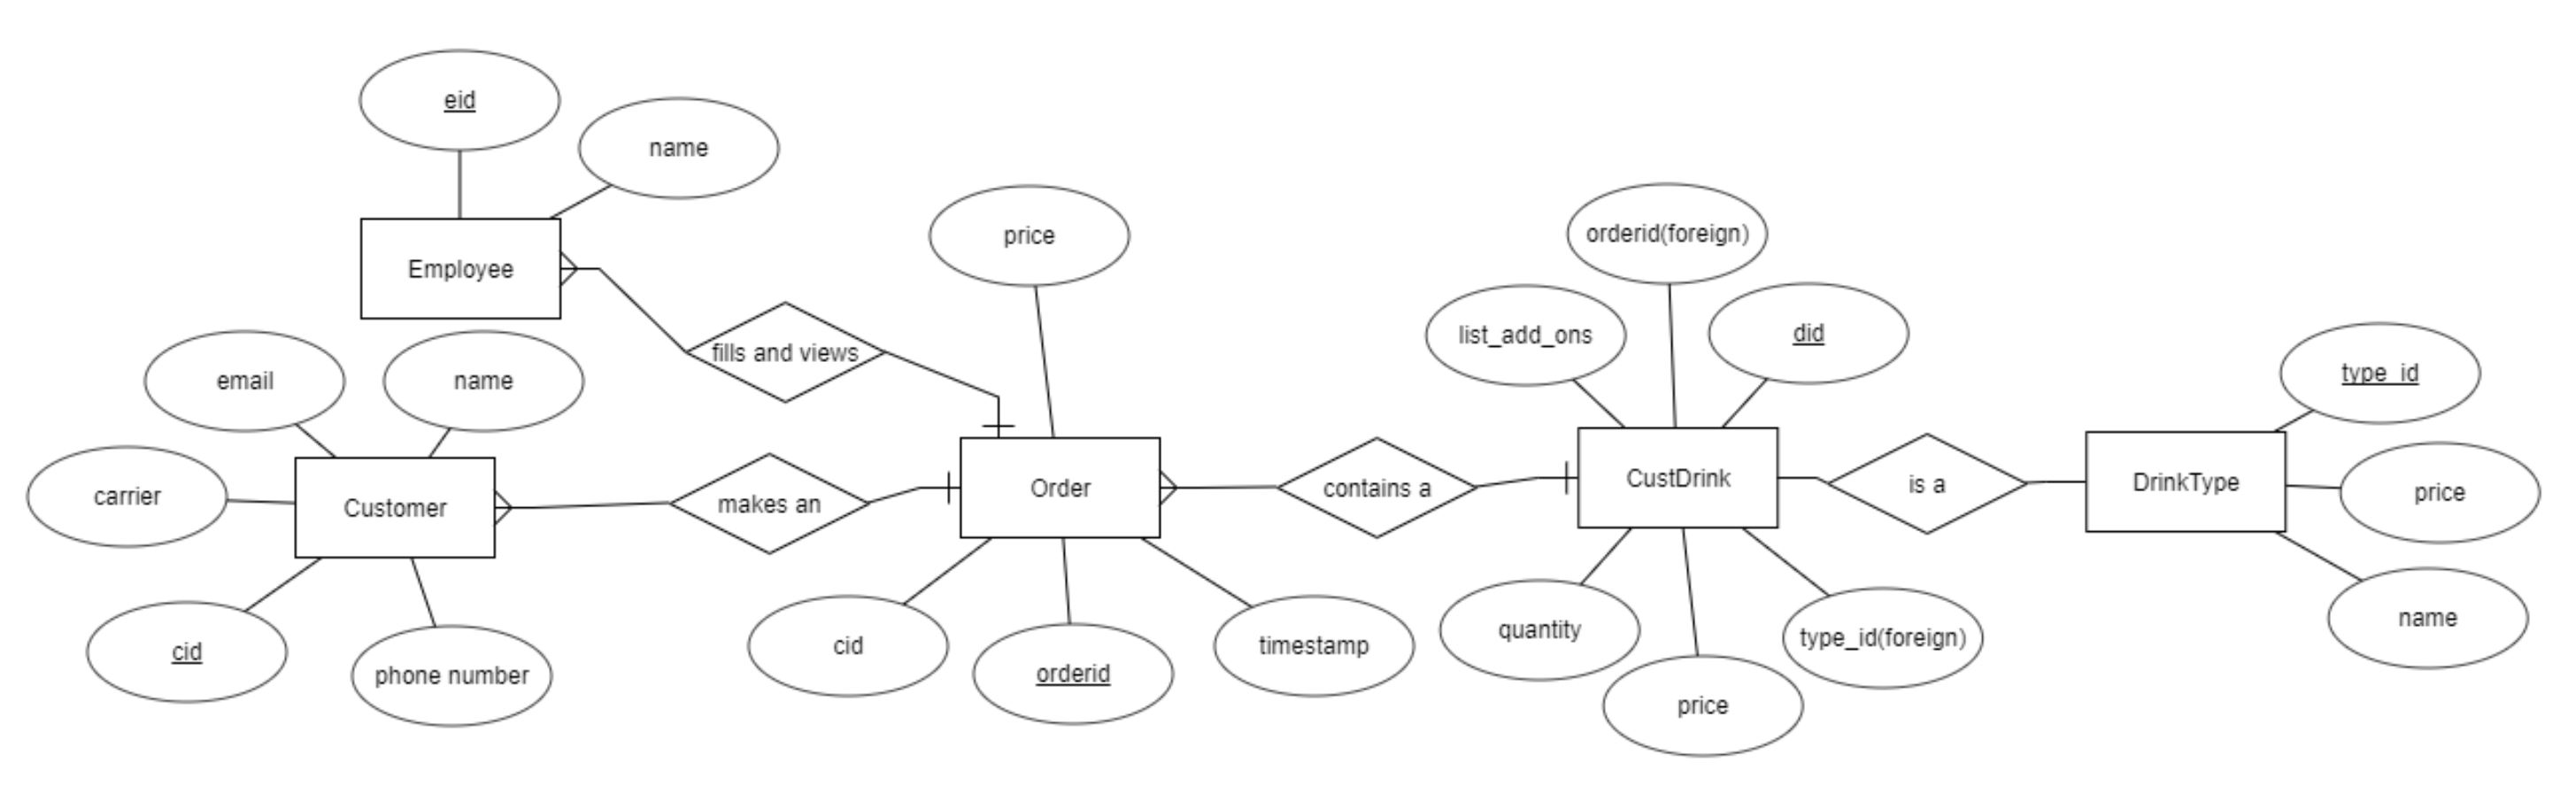 eid
name
Employee
fills and views
email
name
carrier
Customer
cid
phone number
makes an
price
Order
cid
orderid
timestamp
contains a
orderid(foreign)
list_add_ons
did
CustDrink
quantity
price
type_id(foreign)
is a
DrinkType
type_id
price
name